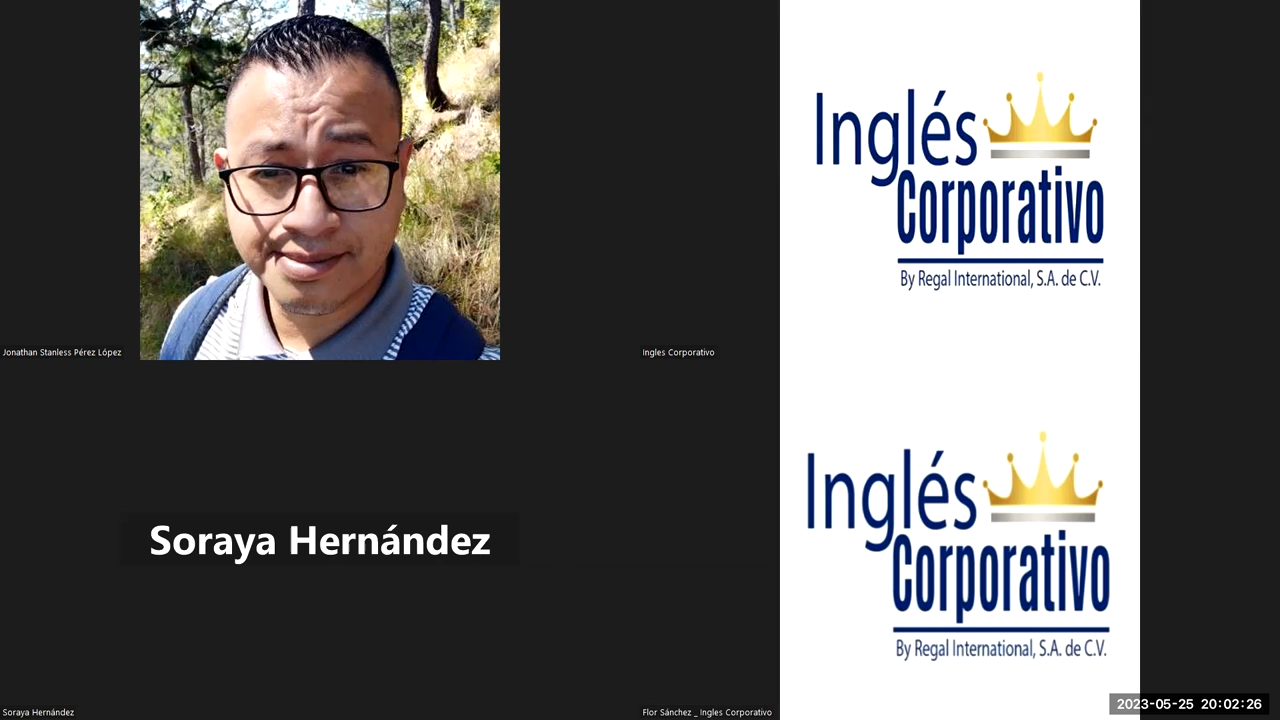 Inglés
Corporativo
By Regal International, S.A. de C.V.
Jonathan Stanless Pérez López
Ingles Corporativo
Soraya Hernández
Inglés
Corporativo
By Regal International, S.A. de C.V.
Soraya Hernández
Flor Sánchez _ Ingles Corporativo
2023-05-25 20:02:26